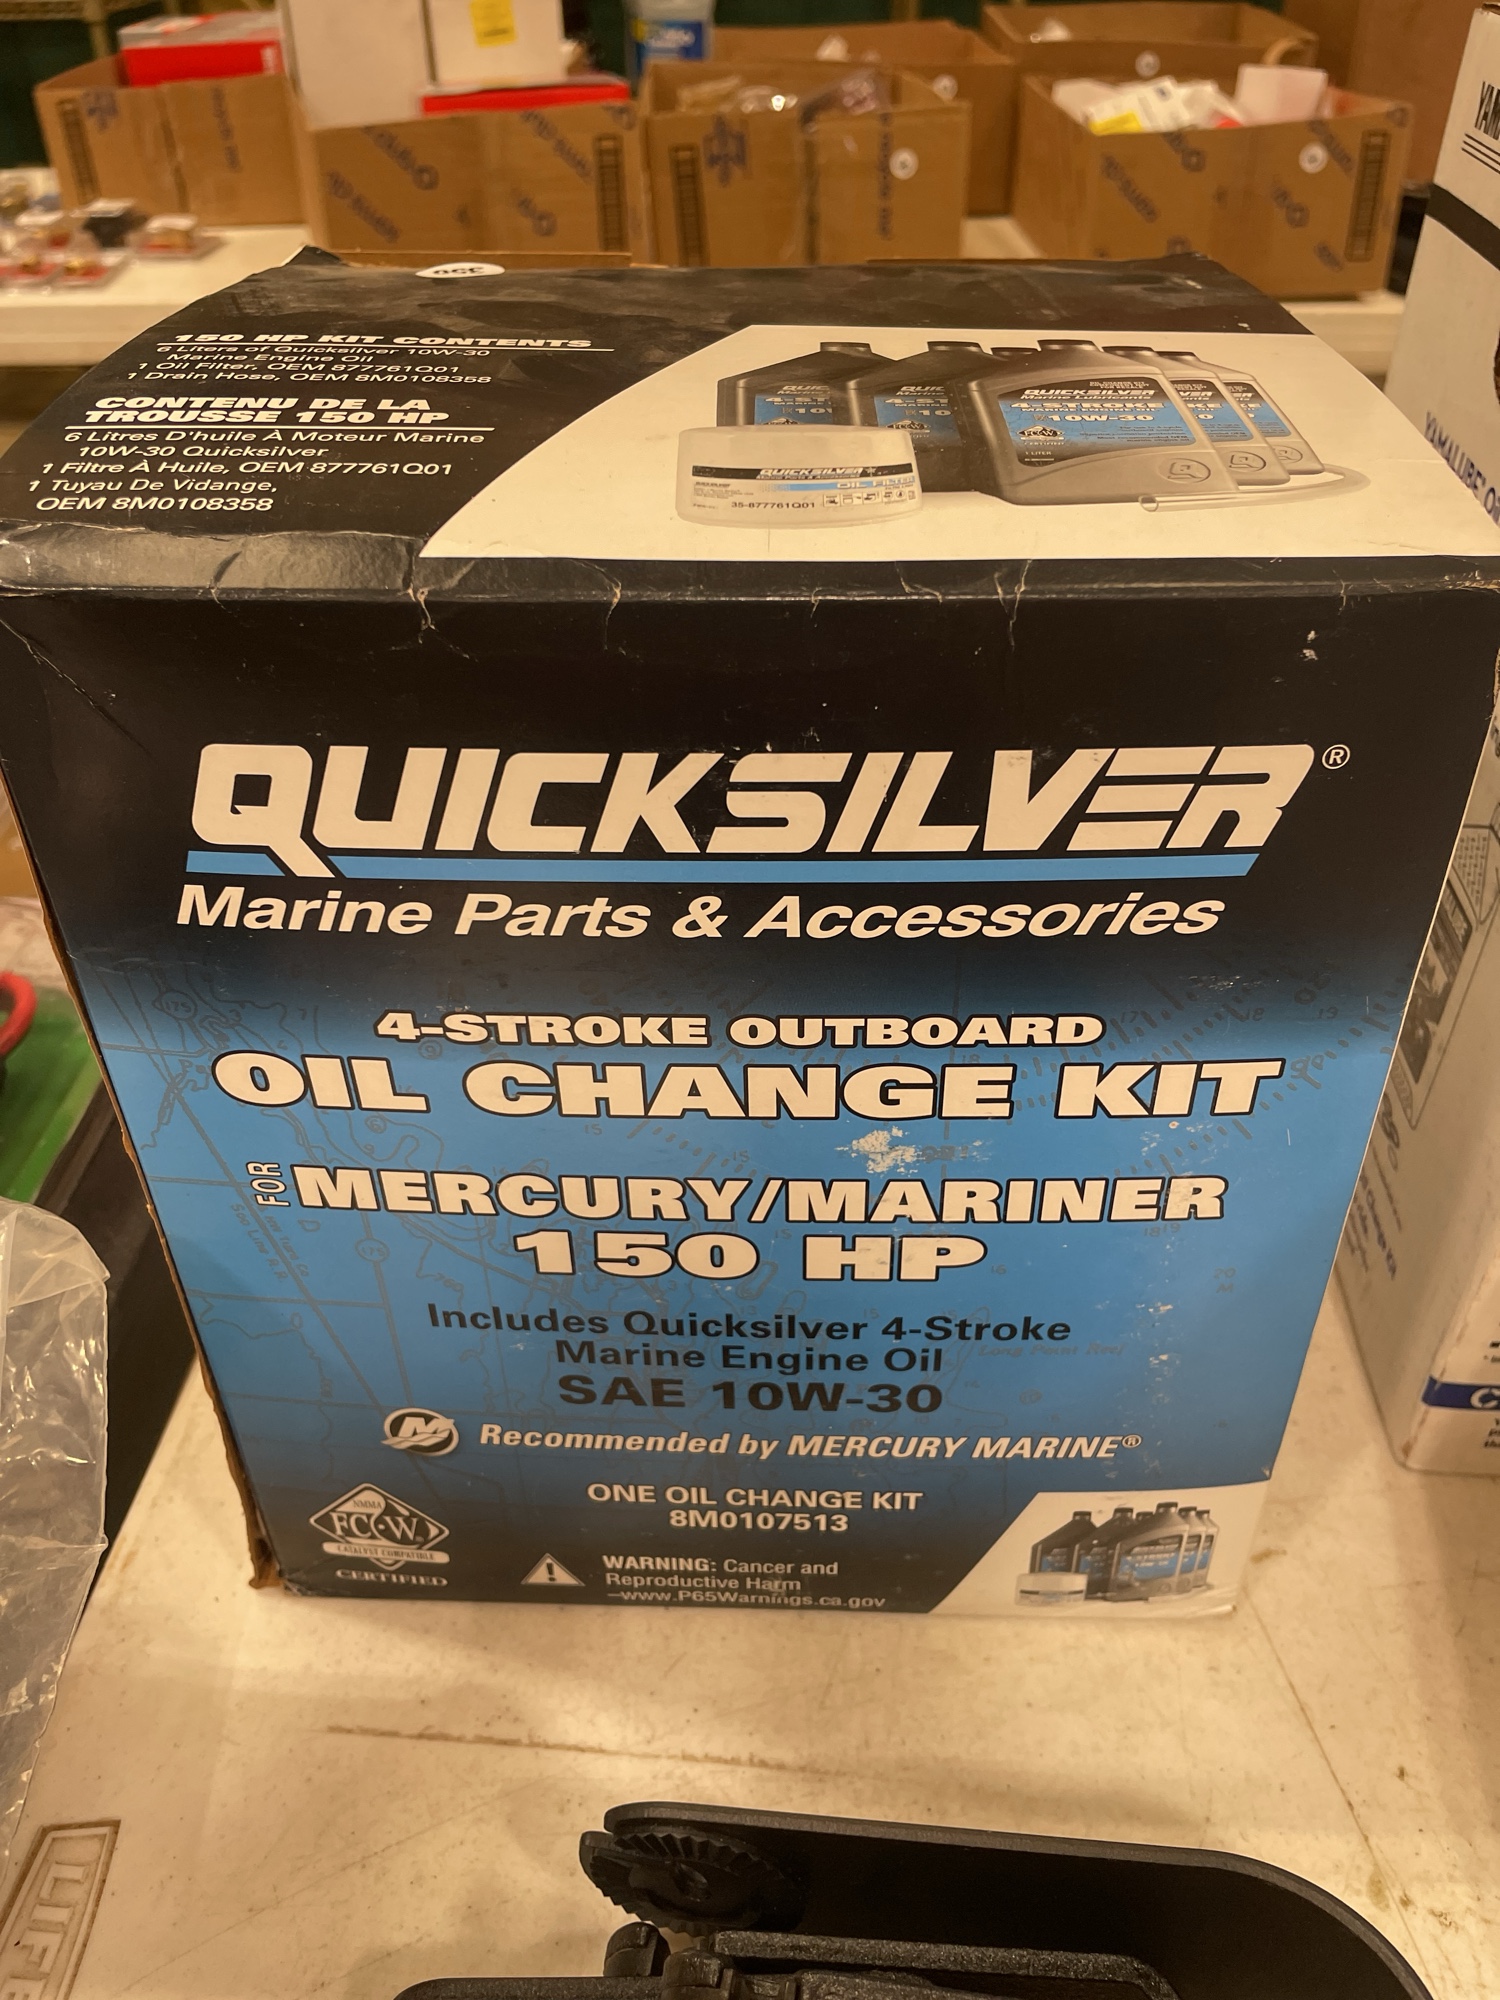 350
150 HP KIT CONTENTS
6 Liters of Quicksilver 10W-30
Marine Engine Oil
1 Oil Filter, OEM 877761Q01
1 Drain Hose, OEM 8M0108358
CONTENU DE LA
TROUSSE 150 HP
6 Litres D'huile À Moteur Marine
10W-30 Quicksilver
1 Filtre À Huile, OEM 877761Q01
1 Tuyau De Vidange,
OEM 8M0108358
QUICKSILVER
Marine Lubricants
10W-30
QUICKSILVER
OIL FILTER
35-877761Q01
QUICKSILVER®
Marine Parts & Accessories
4-STROKE OUTBOARD
OIL CHANGE KIT
FOR MERCURY/MARINER
150 HP
Includes Quicksilver 4-Stroke
Marine Engine Oil
SAE 10W-30
Recommended by MERCURY MARINE®
NMMA
FC-W
CATALYST COMPATIBLE
CERTIFIED
ONE OIL CHANGE KIT
8M0107513
WARNING: Cancer and
Reproductive Harm
–www.P65Warnings.ca.gov
LIFE